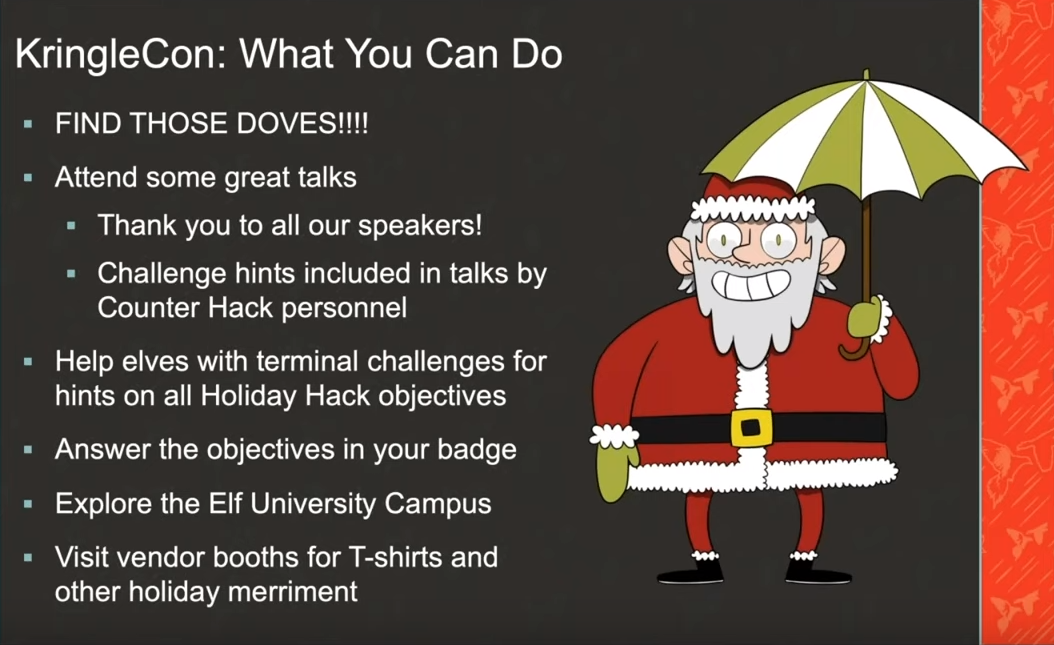 KringleCon: What You Can Do
FIND THOSE DOVES!!!!
Attend some great talks
Thank you to all our speakers!
Challenge hints included in talks by
Counter Hack personnel
Help elves with terminal challenges for
hints on all Holiday Hack objectives
Answer the objectives in your badge
Explore the Elf University Campus
Visit vendor booths for T-shirts and
other holiday merriment